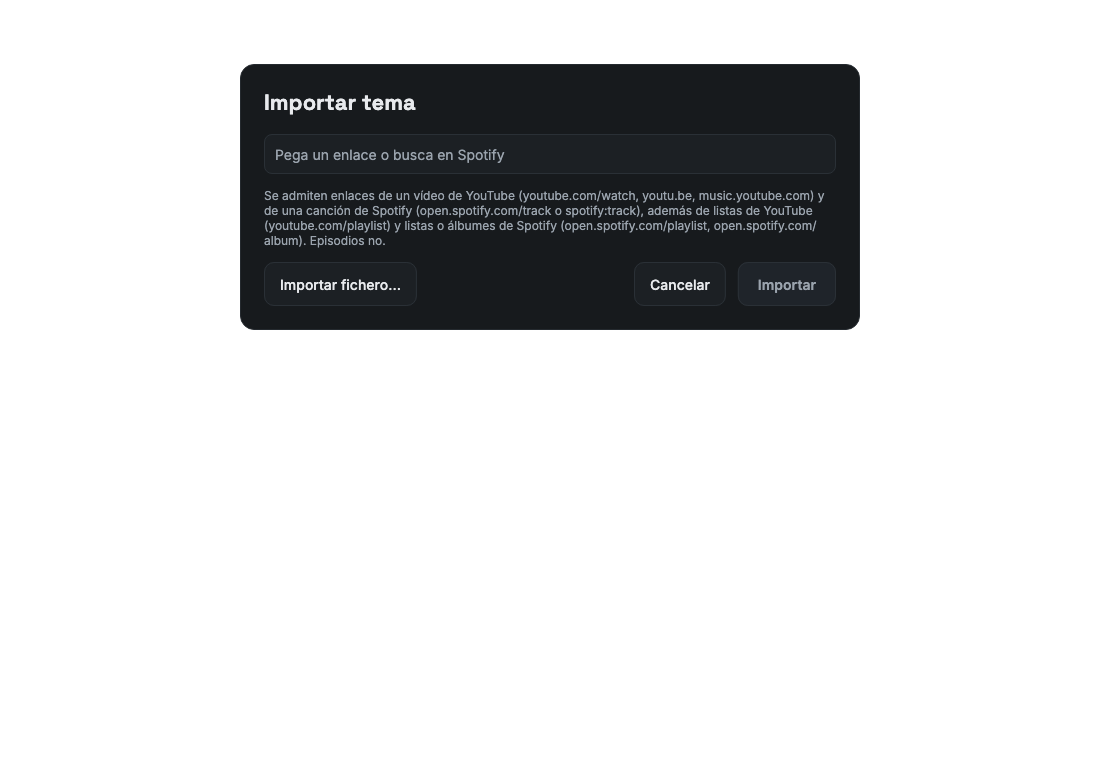 Importar tema
Pega un enlace o busca en Spotify
Se admiten enlaces de un vídeo de YouTube (youtube.com/watch, youtu.be, music.youtube.com) y
de una canción de Spotify (open.spotify.com/track o spotify:track), además de listas de YouTube
(youtube.com/playlist) y listas o álbumes de Spotify (open.spotify.com/playlist, open.spotify.com/
album). Episodios no.
Importar fichero...
Cancelar
Importar